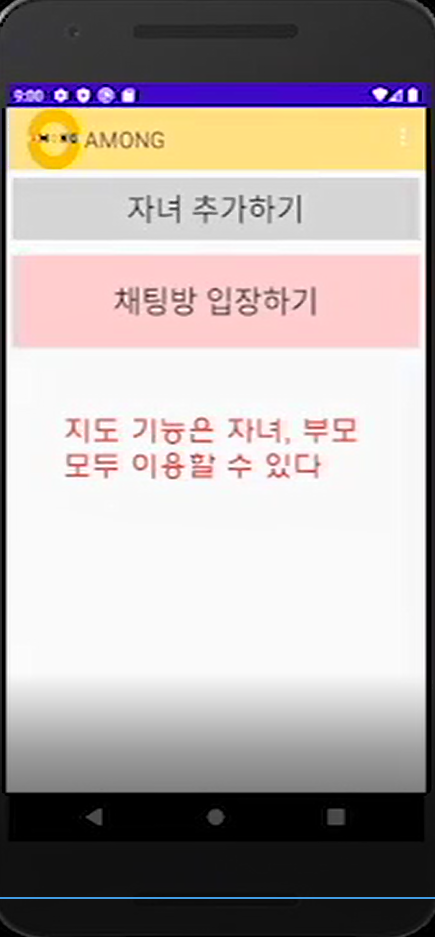 9:00
AMONG
자녀 추가하기
채팅방 입장하기
지도 기능은 자녀, 부모
모두 이용할 수 있다